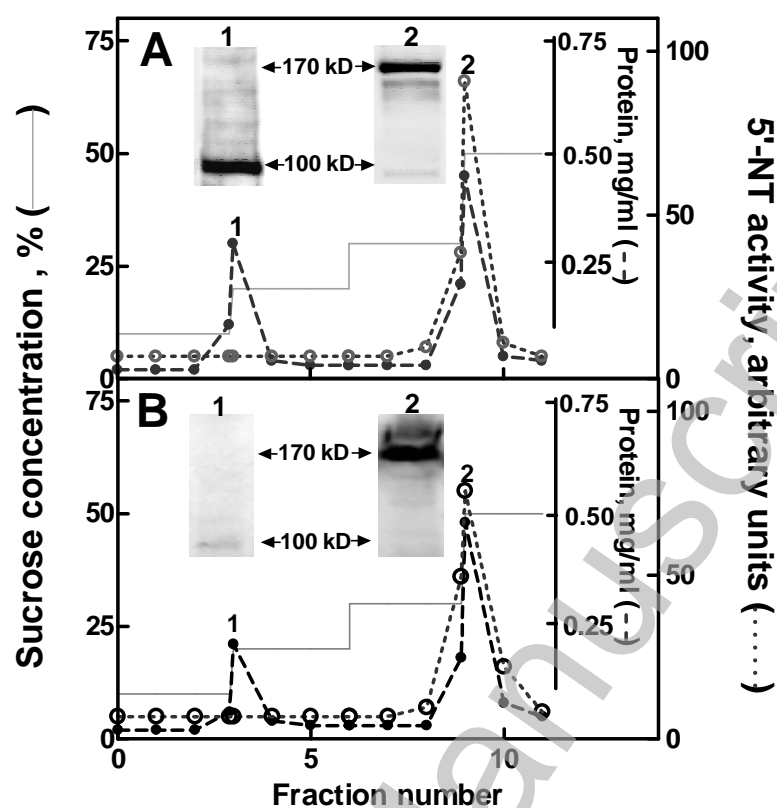 A
1
2
75
50
25
0
Sucrose concentration , % (——)
170 kD
100 kD
1
2
0.75
0.50
0.25
Protein, mg/ml (- -)
100
50
0
5'-NT activity, arbitrary units (......)
B
1
2
75
50
25
0
170 kD
100 kD
1
2
0.75
0.50
0.25
Protein, mg/ml (- -)
100
50
0
0
5
10
Fraction number